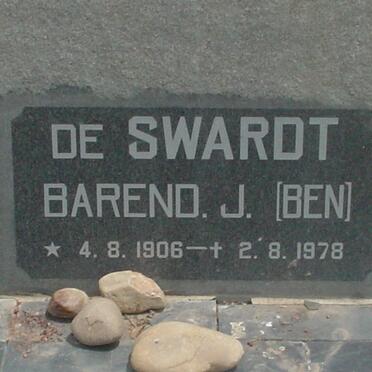 DE SWARDT
BAREND. J. [BEN]
★ 4. 8. 1906—† 2. 8. 1978